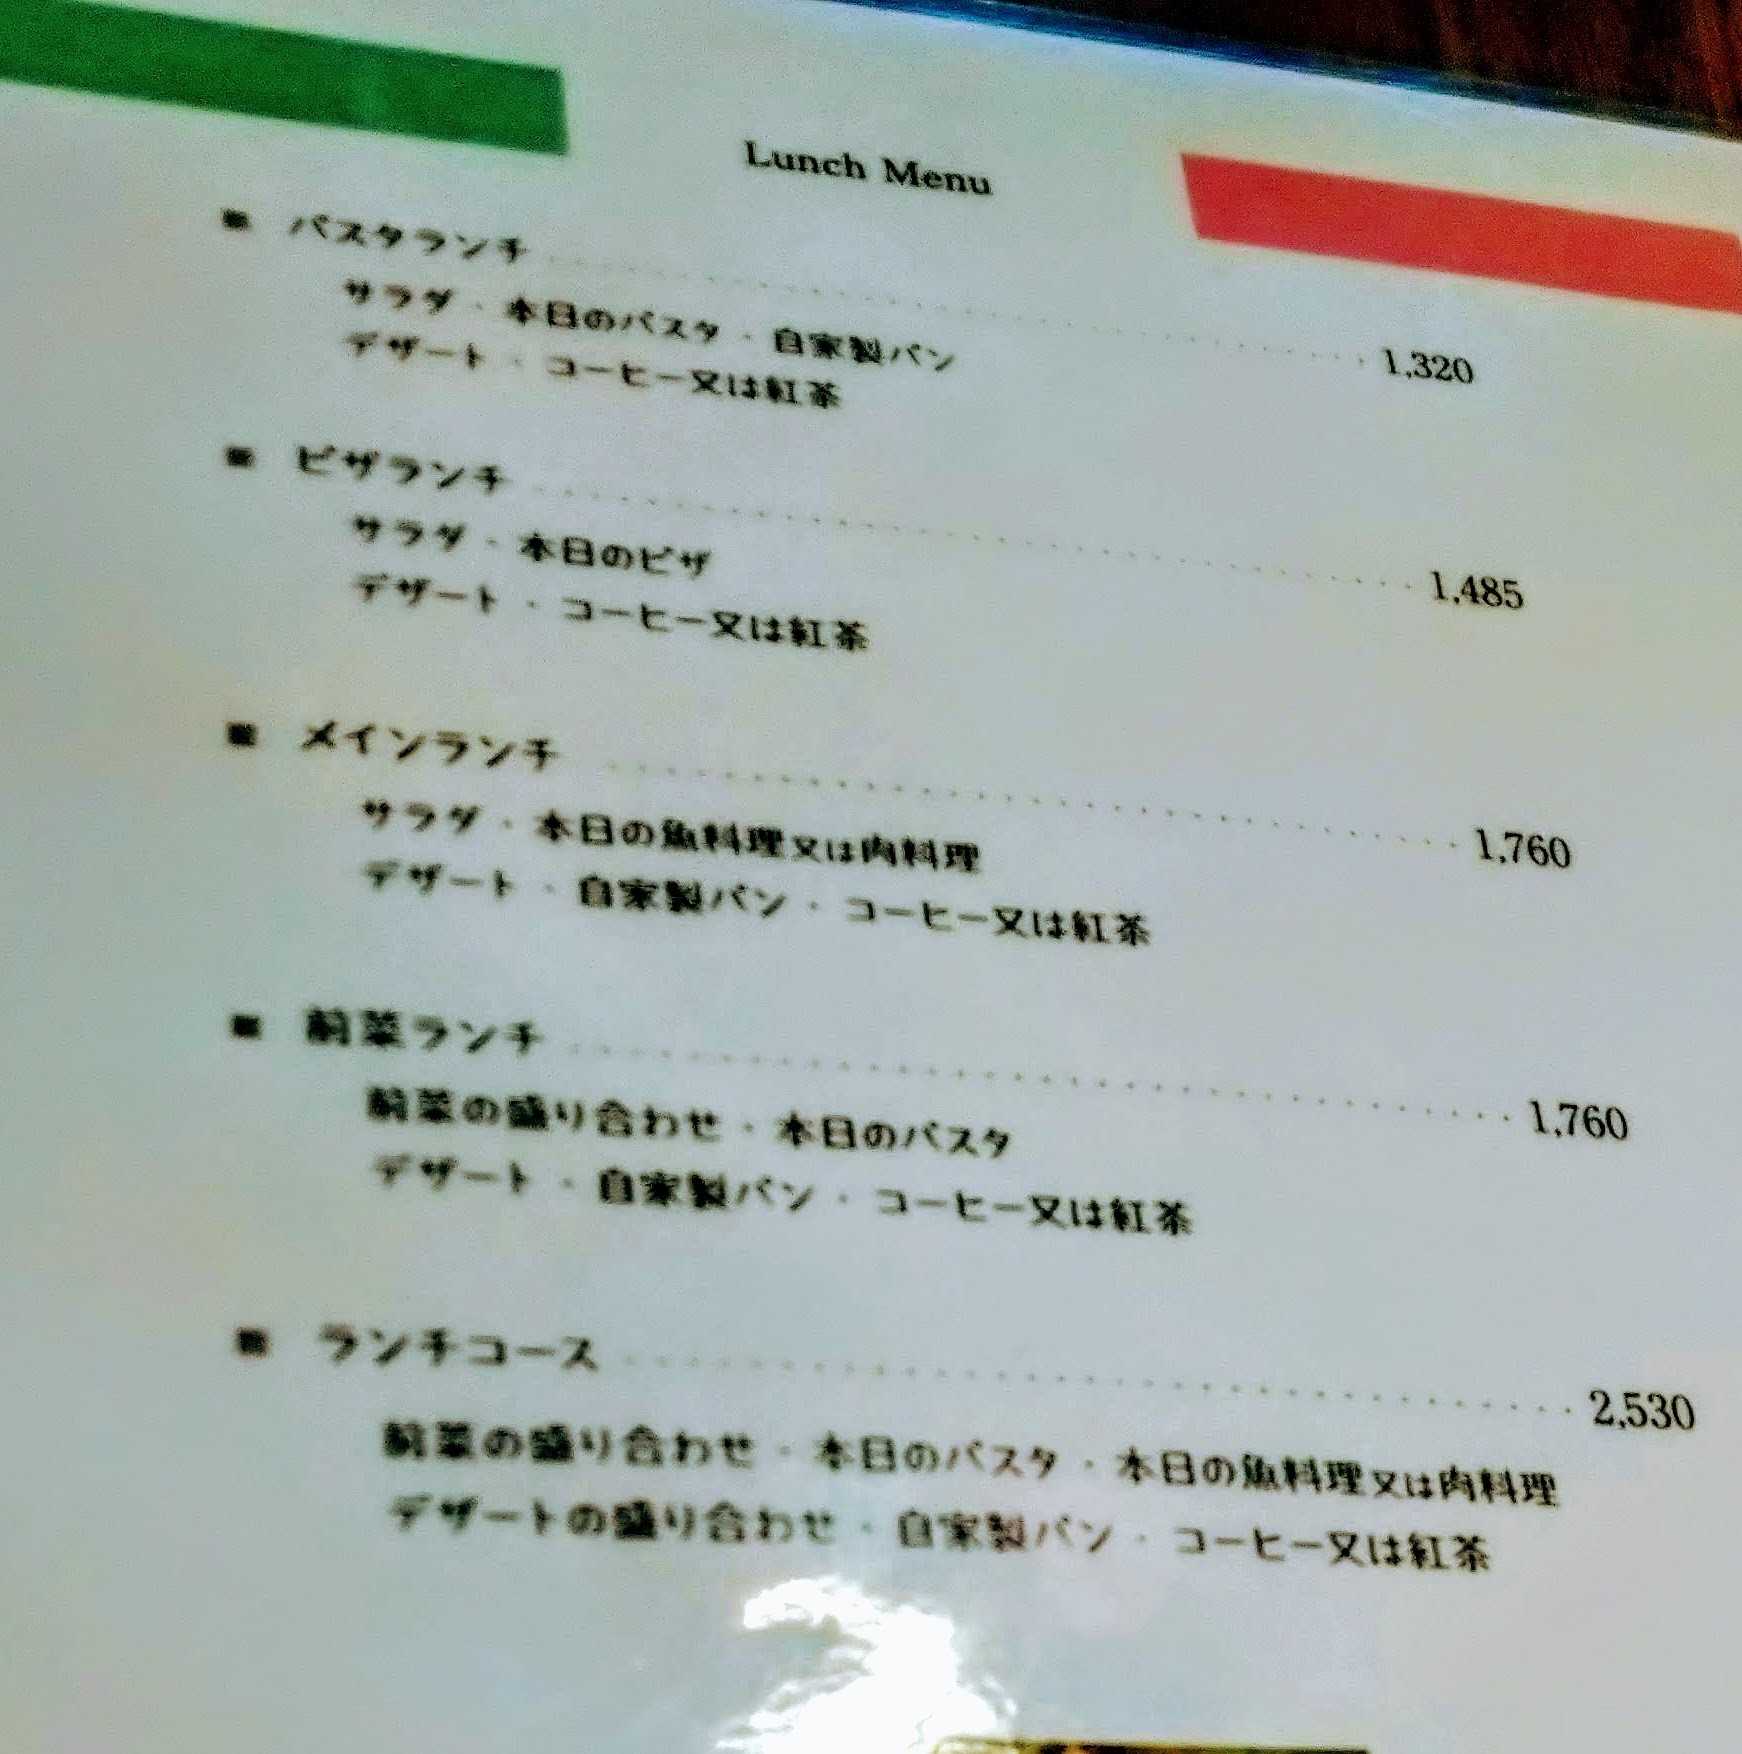 Lunch Menu
■ パスタランチ 1,320
サラダ・本日のパスタ・自家製パン
デザート・コーヒー又は紅茶
■ ピザランチ 1,485
サラダ・本日のピザ
デザート・コーヒー又は紅茶
■ メインランチ 1,760
サラダ・本日の魚料理又は肉料理
デザート・自家製パン・コーヒー又は紅茶
■ 前菜ランチ 1,760
前菜の盛り合わせ・本日のパスタ
デザート・自家製パン・コーヒー又は紅茶
■ ランチコース 2,530
前菜の盛り合わせ・本日のパスタ・本日の魚料理又は肉料理
デザートの盛り合わせ・自家製パン・コーヒー又は紅茶